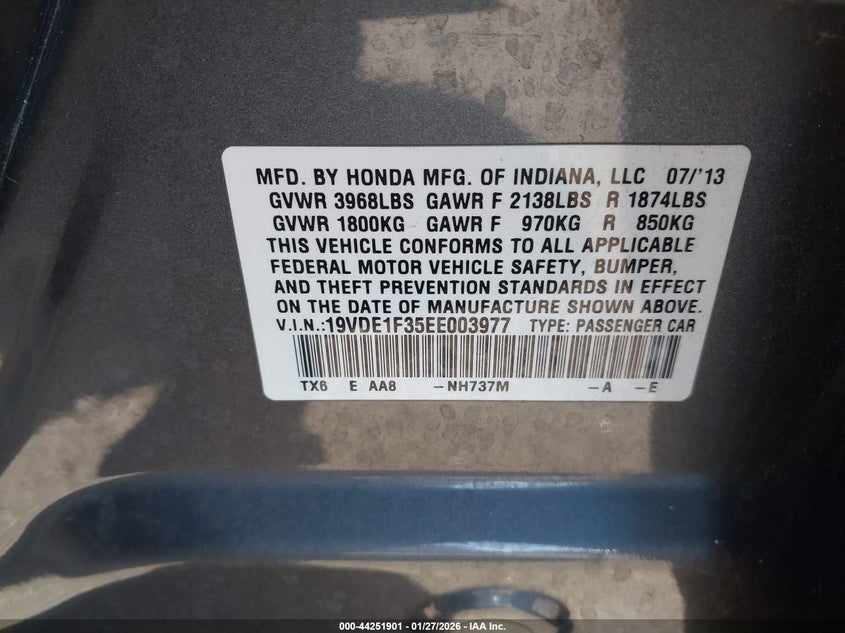 MFD. BY HONDA MFG. OF INDIANA, LLC 07/'13
GVWR 3968LBS GAWR F 2138LBS R 1874LBS
GVWR 1800KG GAWR F 970KG R 850KG
THIS VEHICLE CONFORMS TO ALL APPLICABLE
FEDERAL MOTOR VEHICLE SAFETY, BUMPER,
AND THEFT PREVENTION STANDARDS IN EFFECT
ON THE DATE OF MANUFACTURE SHOWN ABOVE.
V.I.N.:19VDE1F35EE003977 TYPE: PASSENGER CAR
TX6 E AA8 -NH737M -A -E
000-44251901 - 01/27/2026 - IAA Inc.